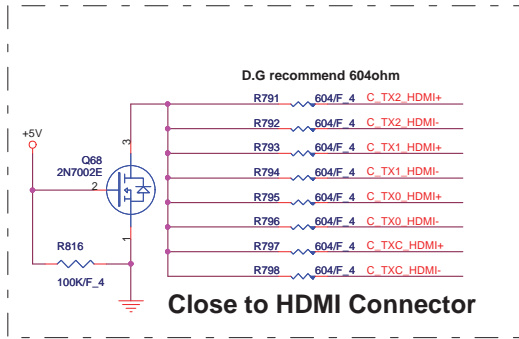 D.G recommend 604ohm
R791 604/F_4 C_TX2_HDMI+
+5V
R792 604/F_4 C_TX2_HDMI-
3
Q68
2N7002E
R793 604/F_4 C_TX1_HDMI+
R794 604/F_4 C_TX1_HDMI-
2
R795 604/F_4 C_TX0_HDMI+
R796 604/F_4 C_TX0_HDMI-
1
R816
R797 604/F_4 C_TXC_HDMI+
R798 604/F_4 C_TXC_HDMI-
100K/F_4
Close to HDMI Connector